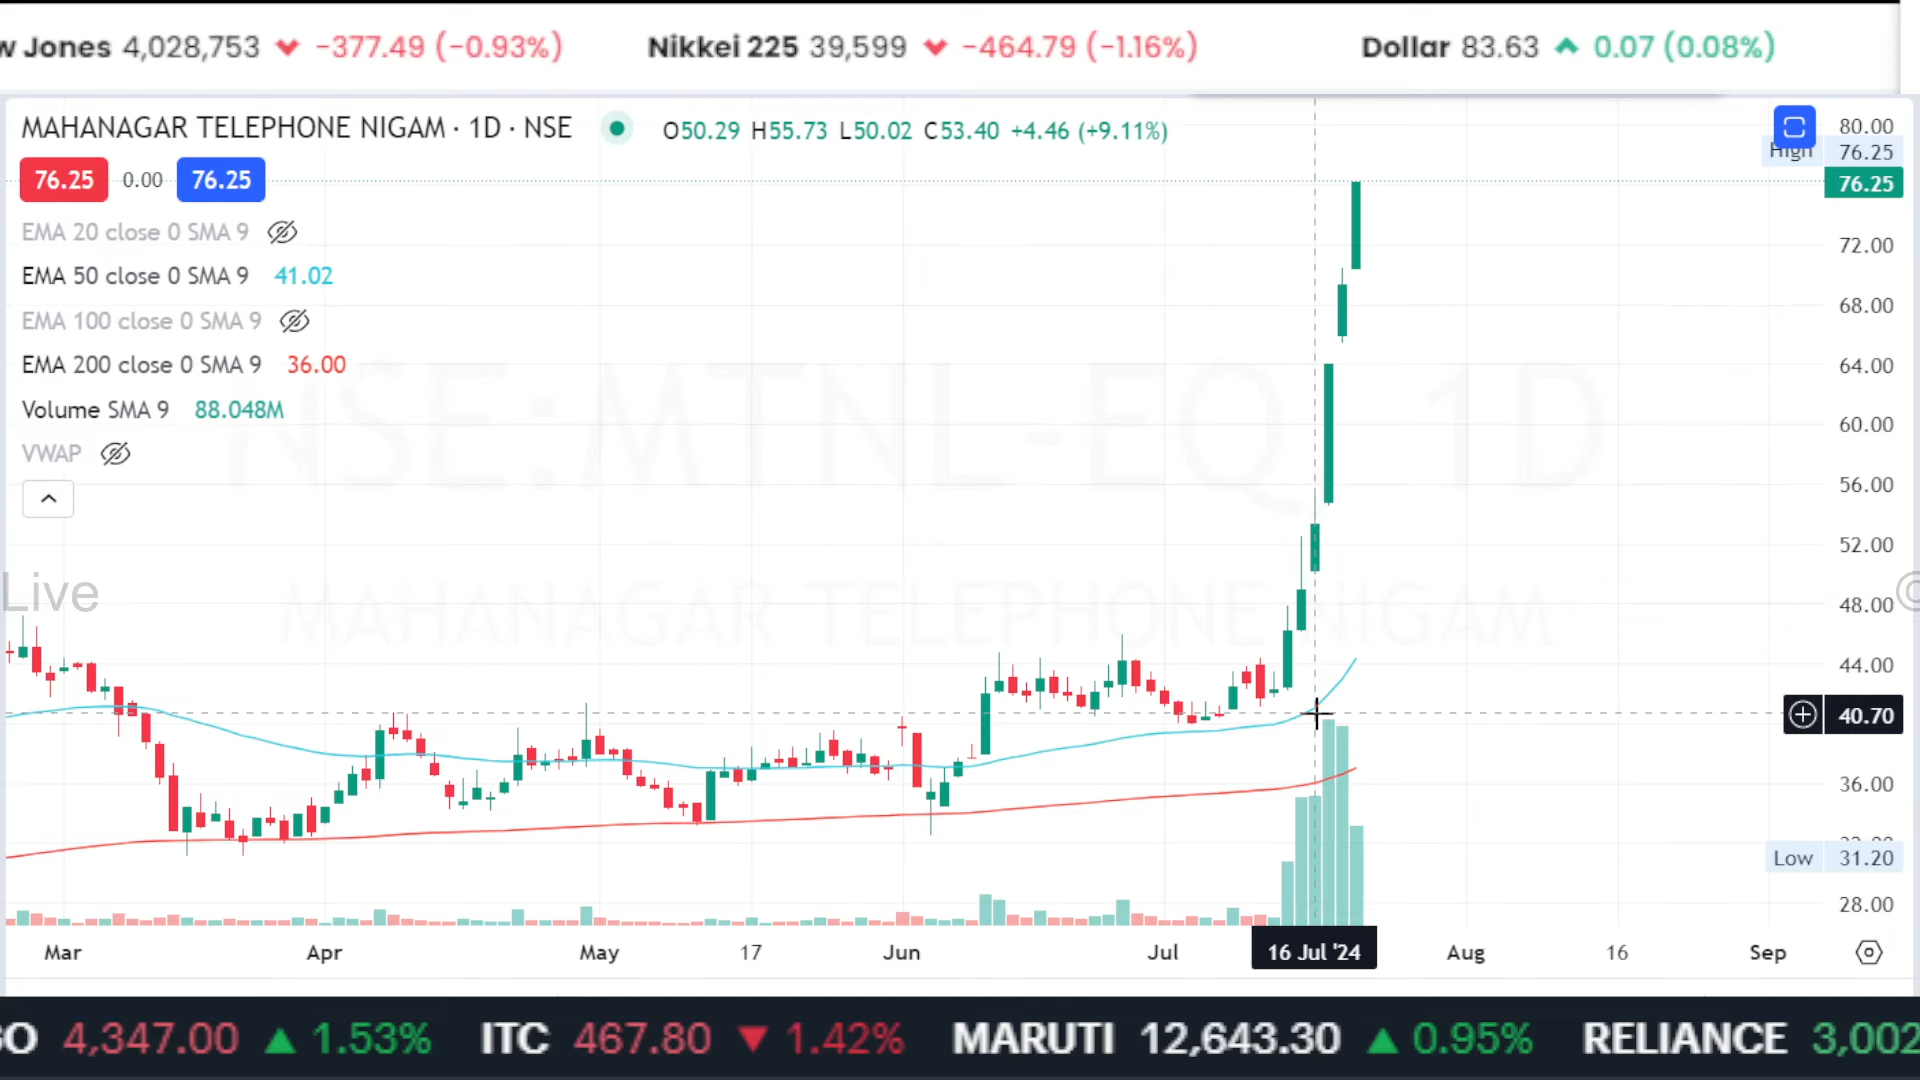 w Jones 4,028,753 ▼ -377.49 (-0.93%) Nikkei 225 39,599 ▼ -464.79 (-1.16%) Dollar 83.63 ▲ 0.07 (0.08%)
MAHANAGAR TELEPHONE NIGAM · 1D · NSE O50.29 H55.73 L50.02 C53.40 +4.46 (+9.11%)
76.25 0.00 76.25
EMA 20 close 0 SMA 9
EMA 50 close 0 SMA 9 41.02
EMA 100 close 0 SMA 9
EMA 200 close 0 SMA 9 36.00
Volume SMA 9 88.048M
VWAP
NSE:MTNL-EQ, 1D
MAHANAGAR TELEPHONE NIGAM
Live
80.00
High 76.25
76.25
72.00
68.00
64.00
60.00
56.00
52.00
48.00
44.00
40.70
36.00
Low 31.20
28.00
Mar Apr May 17 Jun Jul 16 Jul '24 Aug 16 Sep
SO 4,347.00 ▲ 1.53% ITC 467.80 ▼ 1.42% MARUTI 12,643.30 ▲ 0.95% RELIANCE 3,002